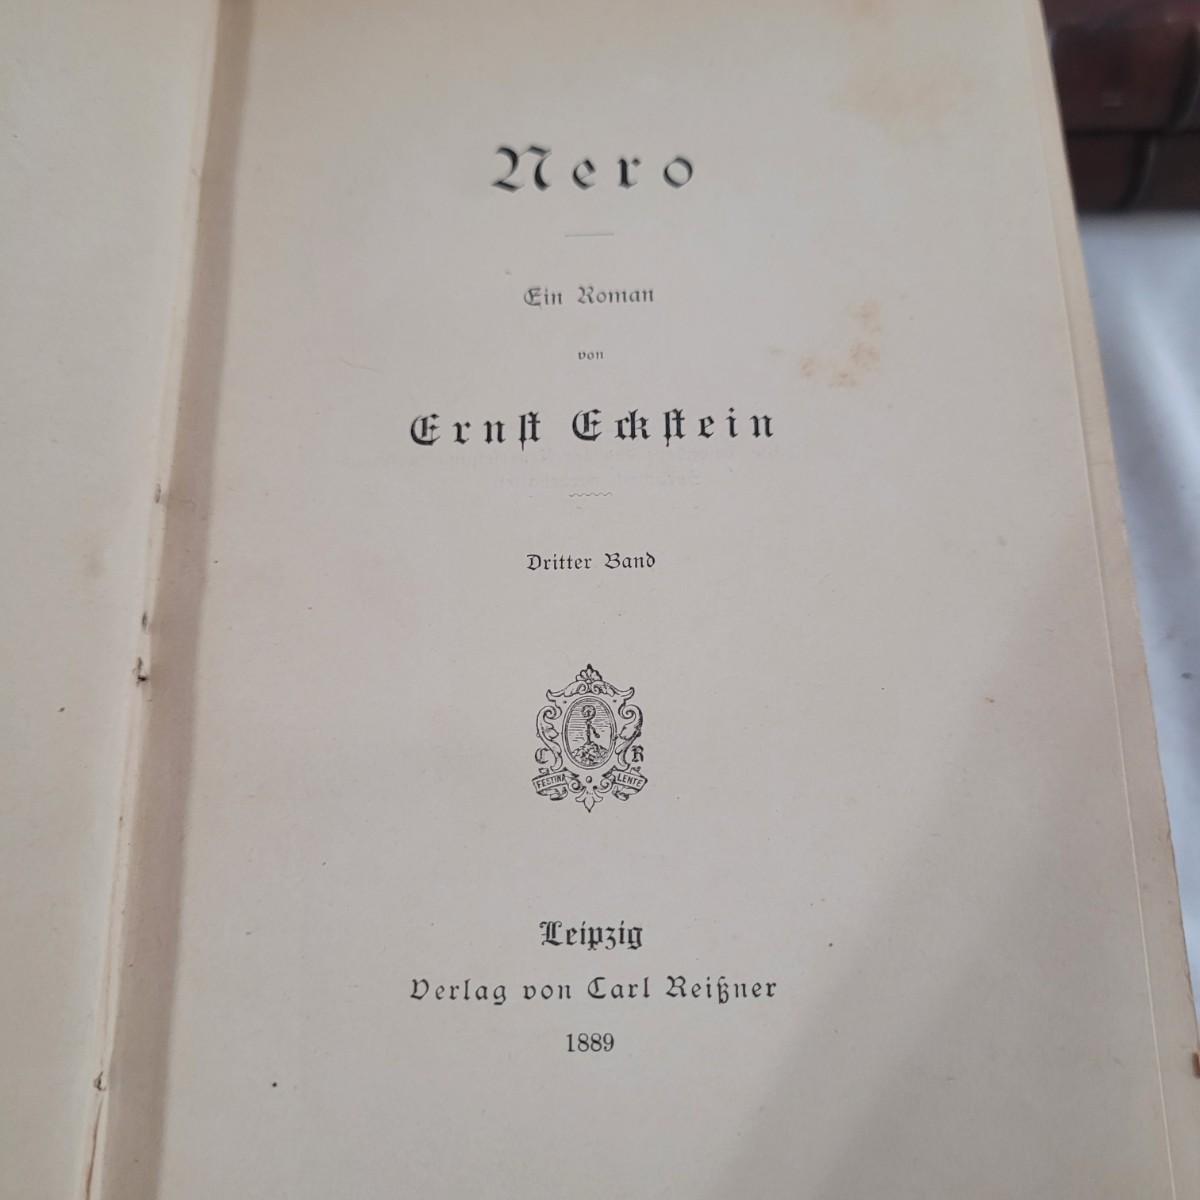 Nero
Ein Roman
von
Ernst Eckstein
Dritter Band
C R
FESTINA LENTE
Leipzig
Verlag von Carl Reißner
1889